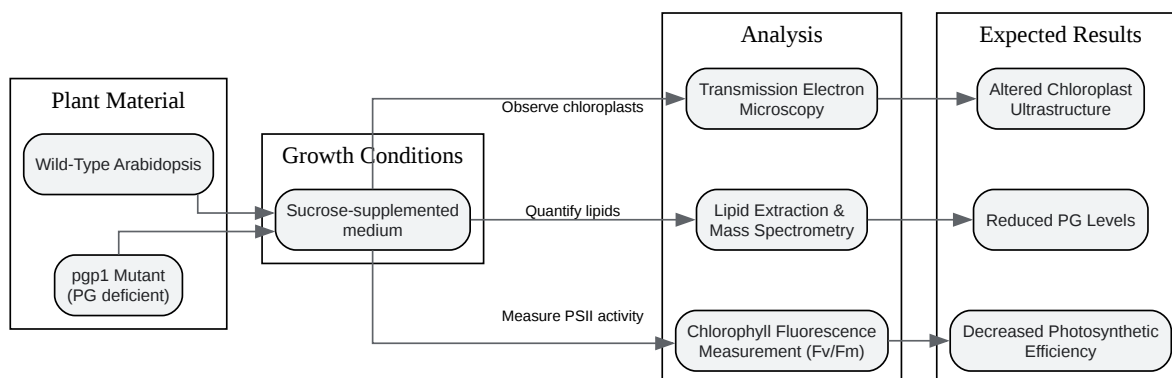 Plant Material
Wild-Type Arabidopsis
pgp1 Mutant
(PG deficient)
Growth Conditions
Sucrose-supplemented
medium
Observe chloroplasts
Quantify lipids
Measure PSII activity
Analysis
Transmission Electron
Microscopy
Lipid Extraction &
Mass Spectrometry
Chlorophyll Fluorescence
Measurement (Fv/Fm)
Expected Results
Altered Chloroplast
Ultrastructure
Reduced PG Levels
Decreased Photosynthetic
Efficiency